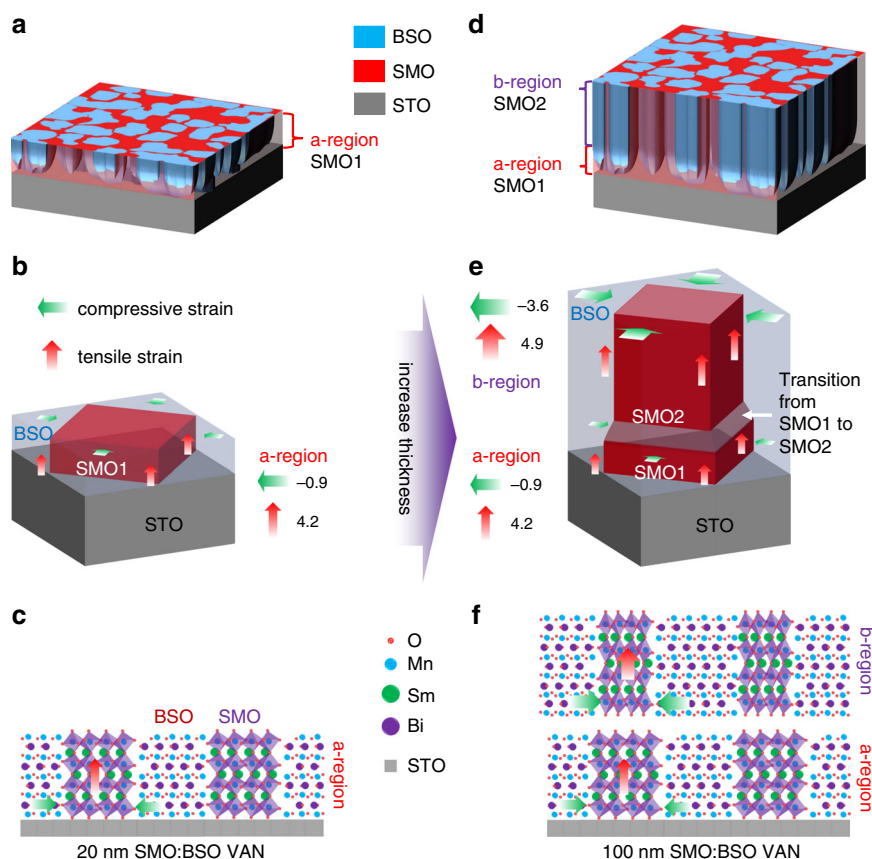 a
BSO
SMO
STO
a-region
SMO1
d
b-region
SMO2
a-region
SMO1
b
compressive strain
tensile strain
BSO
SMO1
STO
a-region
–0.9
4.2
increase thickness
e
–3.6
4.9
b-region
a-region
–0.9
4.2
BSO
SMO2
SMO1
STO
Transition
from
SMO1 to
SMO2
c
O
Mn
Sm
Bi
STO
BSO
SMO
a-region
20 nm SMO:BSO VAN
f
b-region
a-region
100 nm SMO:BSO VAN